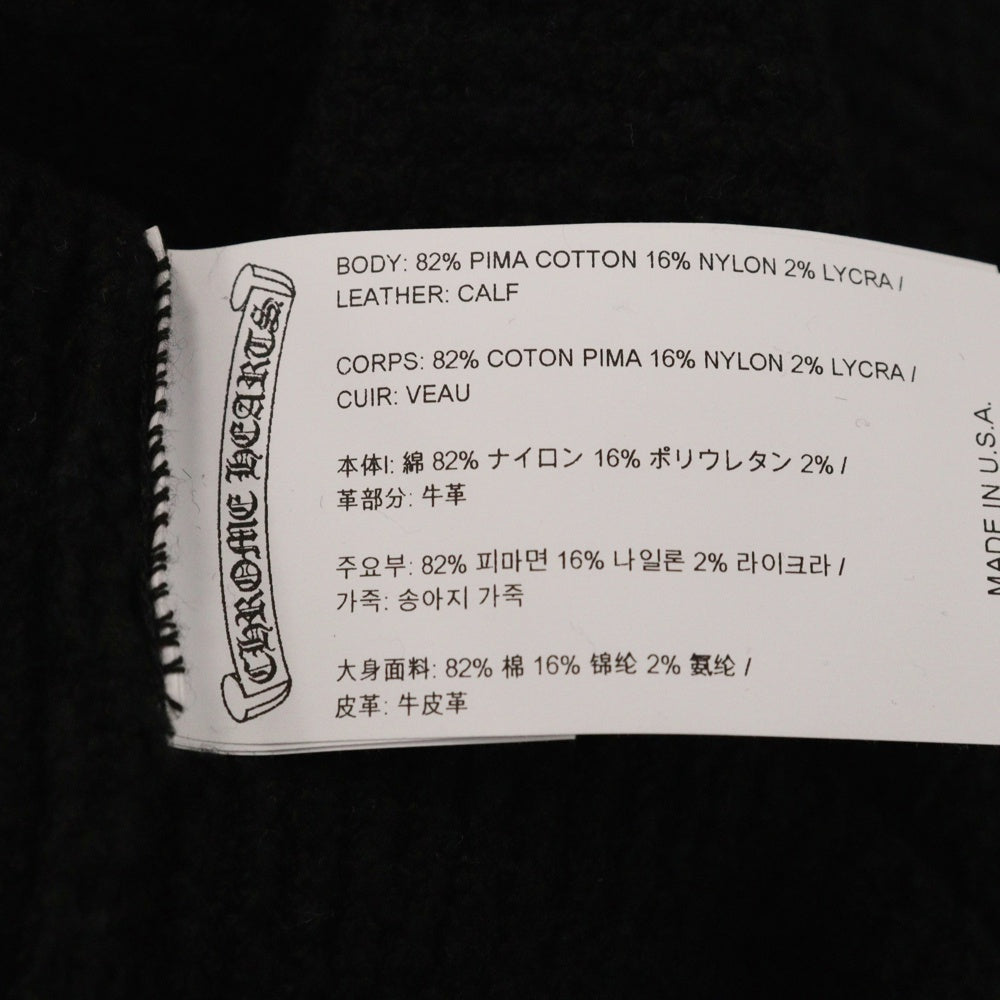 CHROME HEARTS
BODY: 82% PIMA COTTON 16% NYLON 2% LYCRA /
LEATHER: CALF
CORPS: 82% COTON PIMA 16% NYLON 2% LYCRA /
CUIR: VEAU
本体l: 綿 82% ナイロン 16% ポリウレタン 2% /
革部分: 牛革
주요부: 82% 피마면 16% 나일론 2% 라이크라 /
가죽: 송아지 가죽
大身面料: 82% 棉 16% 锦纶 2% 氨纶 /
皮革: 牛皮革
MADE IN U.S.A.